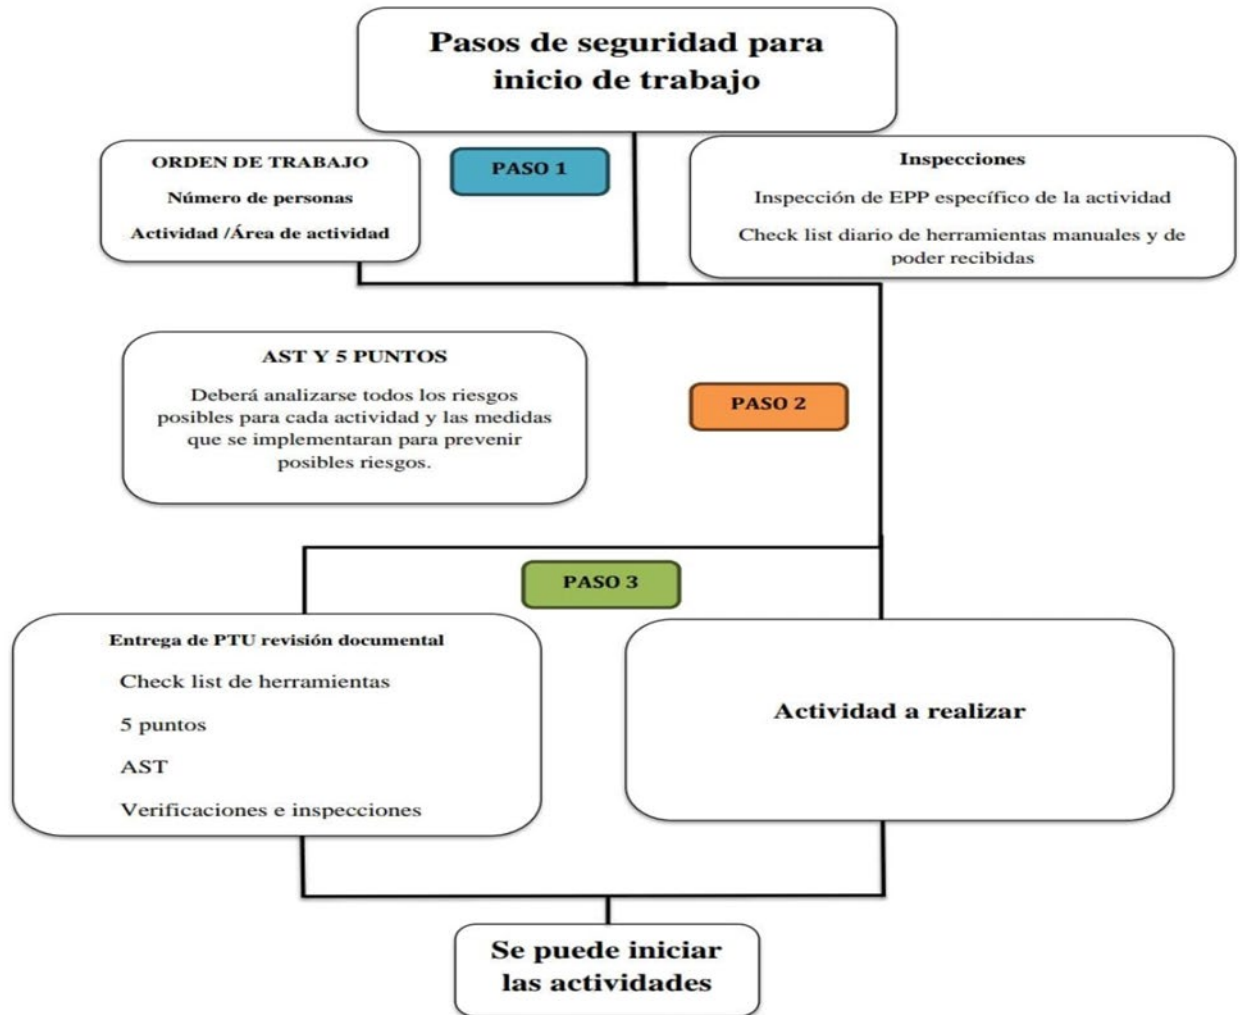 Pasos de seguridad para
inicio de trabajo
ORDEN DE TRABAJO
Número de personas
Actividad /Área de actividad
PASO 1
Inspecciones
Inspección de EPP específico de la actividad
Check list diario de herramientas manuales y de
poder recibidas
AST Y 5 PUNTOS
Deberá analizarse todos los riesgos
posibles para cada actividad y las medidas
que se implementaran para prevenir
posibles riesgos.
PASO 2
PASO 3
Entrega de PTU revisión documental
Check list de herramientas
5 puntos
AST
Verificaciones e inspecciones
Actividad a realizar
Se puede iniciar
las actividades